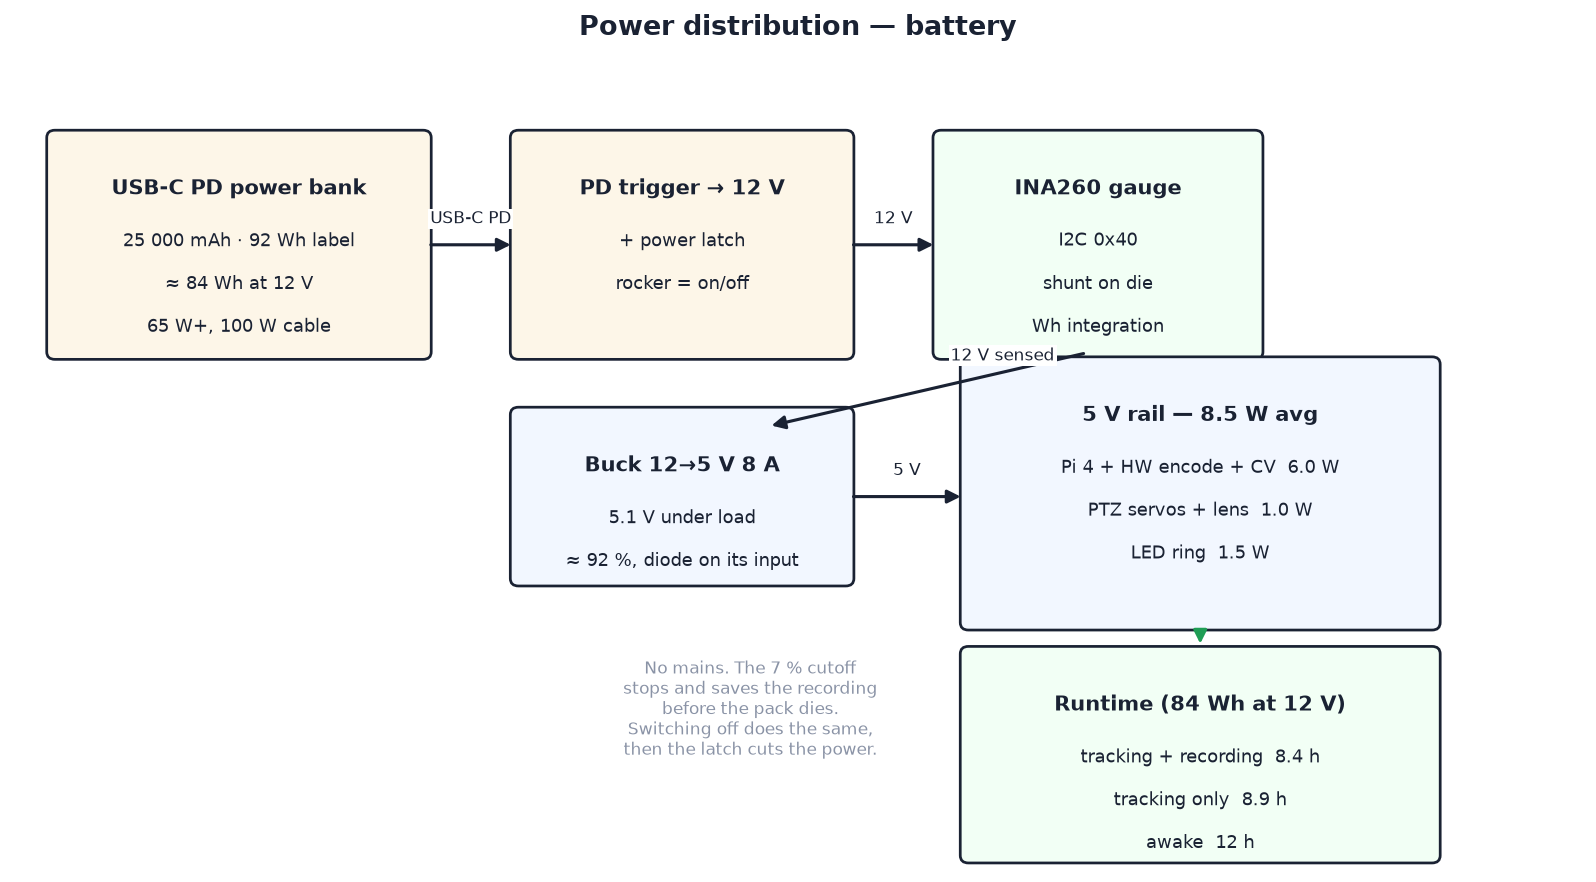 Power distribution — battery
USB-C PD power bank
25 000 mAh · 92 Wh label
≈ 84 Wh at 12 V
65 W+, 100 W cable
USB-C PD
PD trigger → 12 V
+ power latch
rocker = on/off
12 V
INA260 gauge
I2C 0x40
shunt on die
Wh integration
12 V sensed
Buck 12→5 V 8 A
5.1 V under load
≈ 92 %, diode on its input
5 V
5 V rail — 8.5 W avg
Pi 4 + HW encode + CV  6.0 W
PTZ servos + lens  1.0 W
LED ring  1.5 W
No mains. The 7 % cutoff
stops and saves the recording
before the pack dies.
Switching off does the same,
then the latch cuts the power.
Runtime (84 Wh at 12 V)
tracking + recording  8.4 h
tracking only  8.9 h
awake  12 h